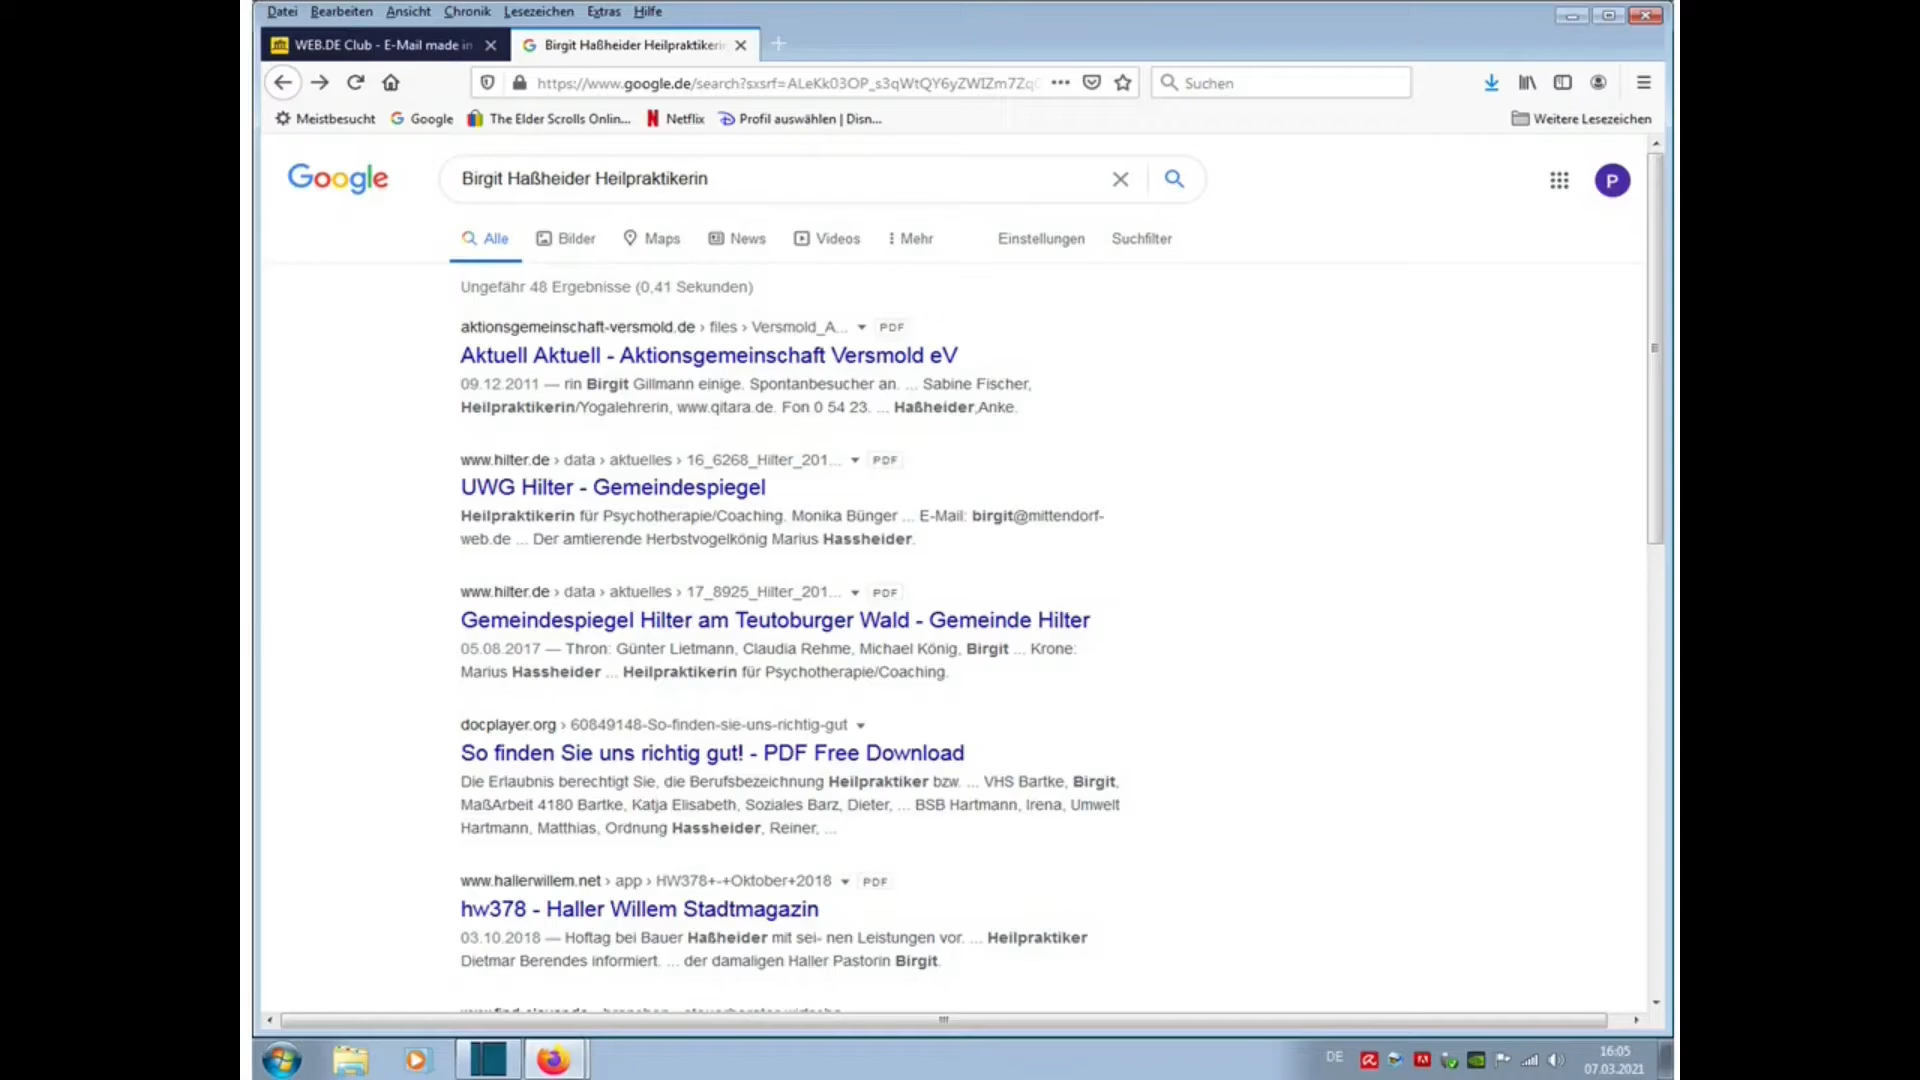 Datei Bearbeiten Ansicht Chronik Lesezeichen Extras Hilfe
WEB.DE Club - E-Mail made in
Birgit Haßheider Heilpraktikerin
https://www.google.de/search?sxsrf=ALeKk03OP_s3qWtQY6yZWIZm7Zq
Suchen
Meistbesucht Google The Elder Scrolls Onlin... Netflix Profil auswählen | Disn... Weitere Lesezeichen
Google
Birgit Haßheider Heilpraktikerin
P
Alle Bilder Maps News Videos Mehr Einstellungen Suchfilter
Ungefähr 48 Ergebnisse (0,41 Sekunden)
aktionsgemeinschaft-versmold.de › files › Versmold_A... PDF
Aktuell Aktuell - Aktionsgemeinschaft Versmold eV
09.12.2011 — rin Birgit Gillmann einige. Spontanbesucher an. ... Sabine Fischer,
Heilpraktikerin/Yogalehrerin, www.qitara.de. Fon 0 54 23. ... Haßheider,Anke.
www.hilter.de › data › aktuelles › 16_6268_Hilter_201... PDF
UWG Hilter - Gemeindespiegel
Heilpraktikerin für Psychotherapie/Coaching. Monika Bünger ... E-Mail: birgit@mittendorf-
web.de ... Der amtierende Herbstvogelkönig Marius Hassheider.
www.hilter.de › data › aktuelles › 17_8925_Hilter_201... PDF
Gemeindespiegel Hilter am Teutoburger Wald - Gemeinde Hilter
05.08.2017 — Thron: Günter Lietmann, Claudia Rehme, Michael König, Birgit ... Krone:
Marius Hassheider ... Heilpraktikerin für Psychotherapie/Coaching.
docplayer.org › 60849148-So-finden-sie-uns-richtig-gut
So finden Sie uns richtig gut! - PDF Free Download
Die Erlaubnis berechtigt Sie, die Berufsbezeichnung Heilpraktiker bzw. ... VHS Bartke, Birgit,
MaßArbeit 4180 Bartke, Katja Elisabeth, Soziales Barz, Dieter, ... BSB Hartmann, Irena, Umwelt
Hartmann, Matthias, Ordnung Hassheider, Reiner, ...
www.hallerwillem.net › app › HW378+-+Oktober+2018 PDF
hw378 - Haller Willem Stadtmagazin
03.10.2018 — Hoftag bei Bauer Haßheider mit sei- nen Leistungen vor. ... Heilpraktiker
Dietmar Berendes informiert. ... der damaligen Haller Pastorin Birgit.
DE
16:05
07.03.2021